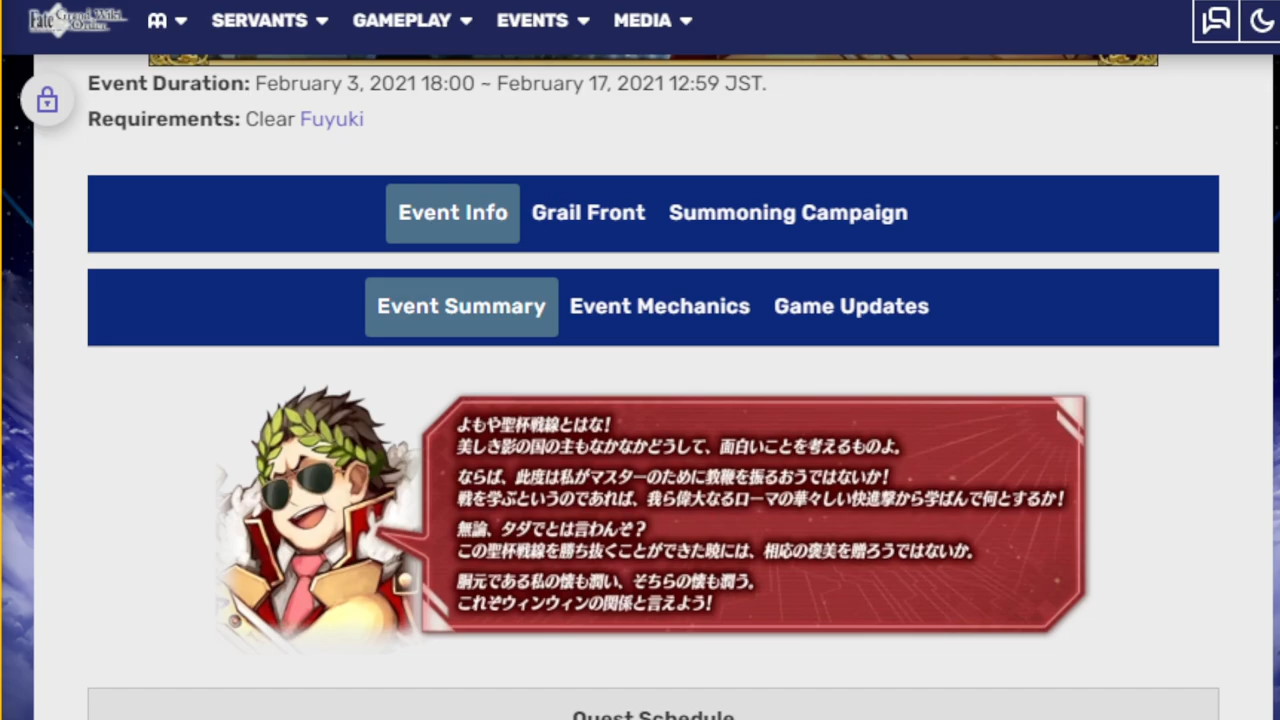 Fate Grand Wiki Order
SERVANTS GAMEPLAY EVENTS MEDIA
Event Duration: February 3, 2021 18:00 ~ February 17, 2021 12:59 JST.
Requirements: Clear Fuyuki
Event Info Grail Front Summoning Campaign
Event Summary Event Mechanics Game Updates
よもや聖杯戦線とはな!
美しき影の国の主もなかなかどうして、面白いことを考えるものよ。
ならば、此度は私がマスターのために教鞭を振るおうではないか!
戦を学ぶというのであれば、我ら偉大なるローマの華々しい快進撃から学ばんで何とするか!
無論、タダでとは言わんぞ?
この聖杯戦線を勝ち抜くことができた暁には、相応の褒美を贈ろうではないか。
胴元である私の懐も潤い、そちらの懐も潤う。
これぞウィンウィンの関係と言えよう!
Quest Schedule